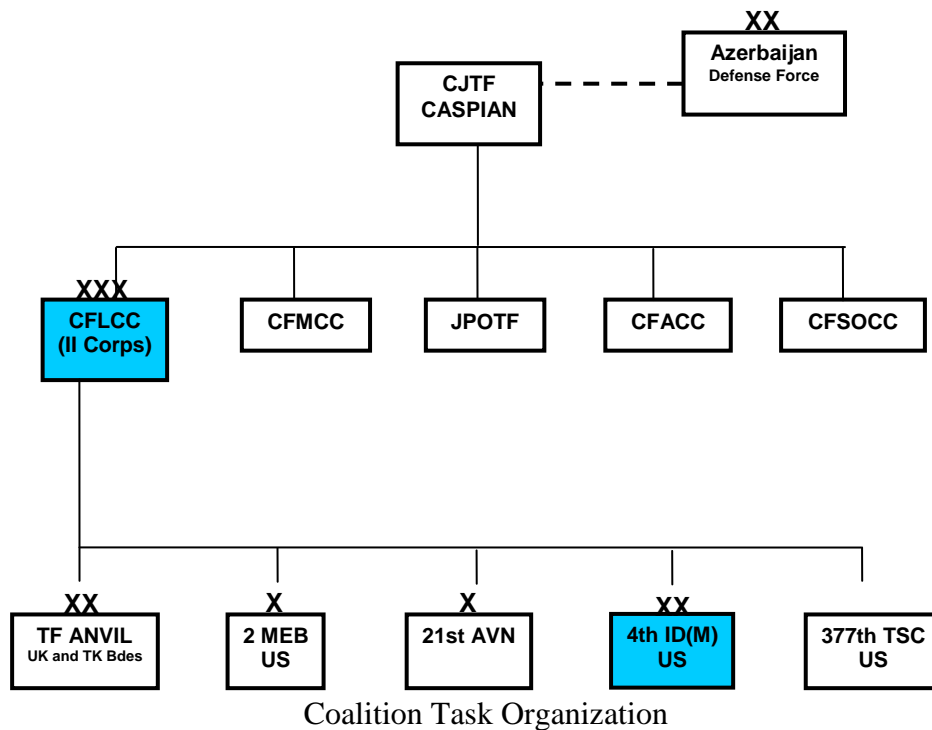 XX
Azerbaijan
Defense Force
CJTF
CASPIAN
XXX
CFLCC
(II Corps)
CFMCC
JPOTF
CFACC
CFSOCC
XX
TF ANVIL
UK and TK Bdes
X
2 MEB
US
X
21st AVN
XX
4th ID(M)
US
377th TSC
US
Coalition Task Organization